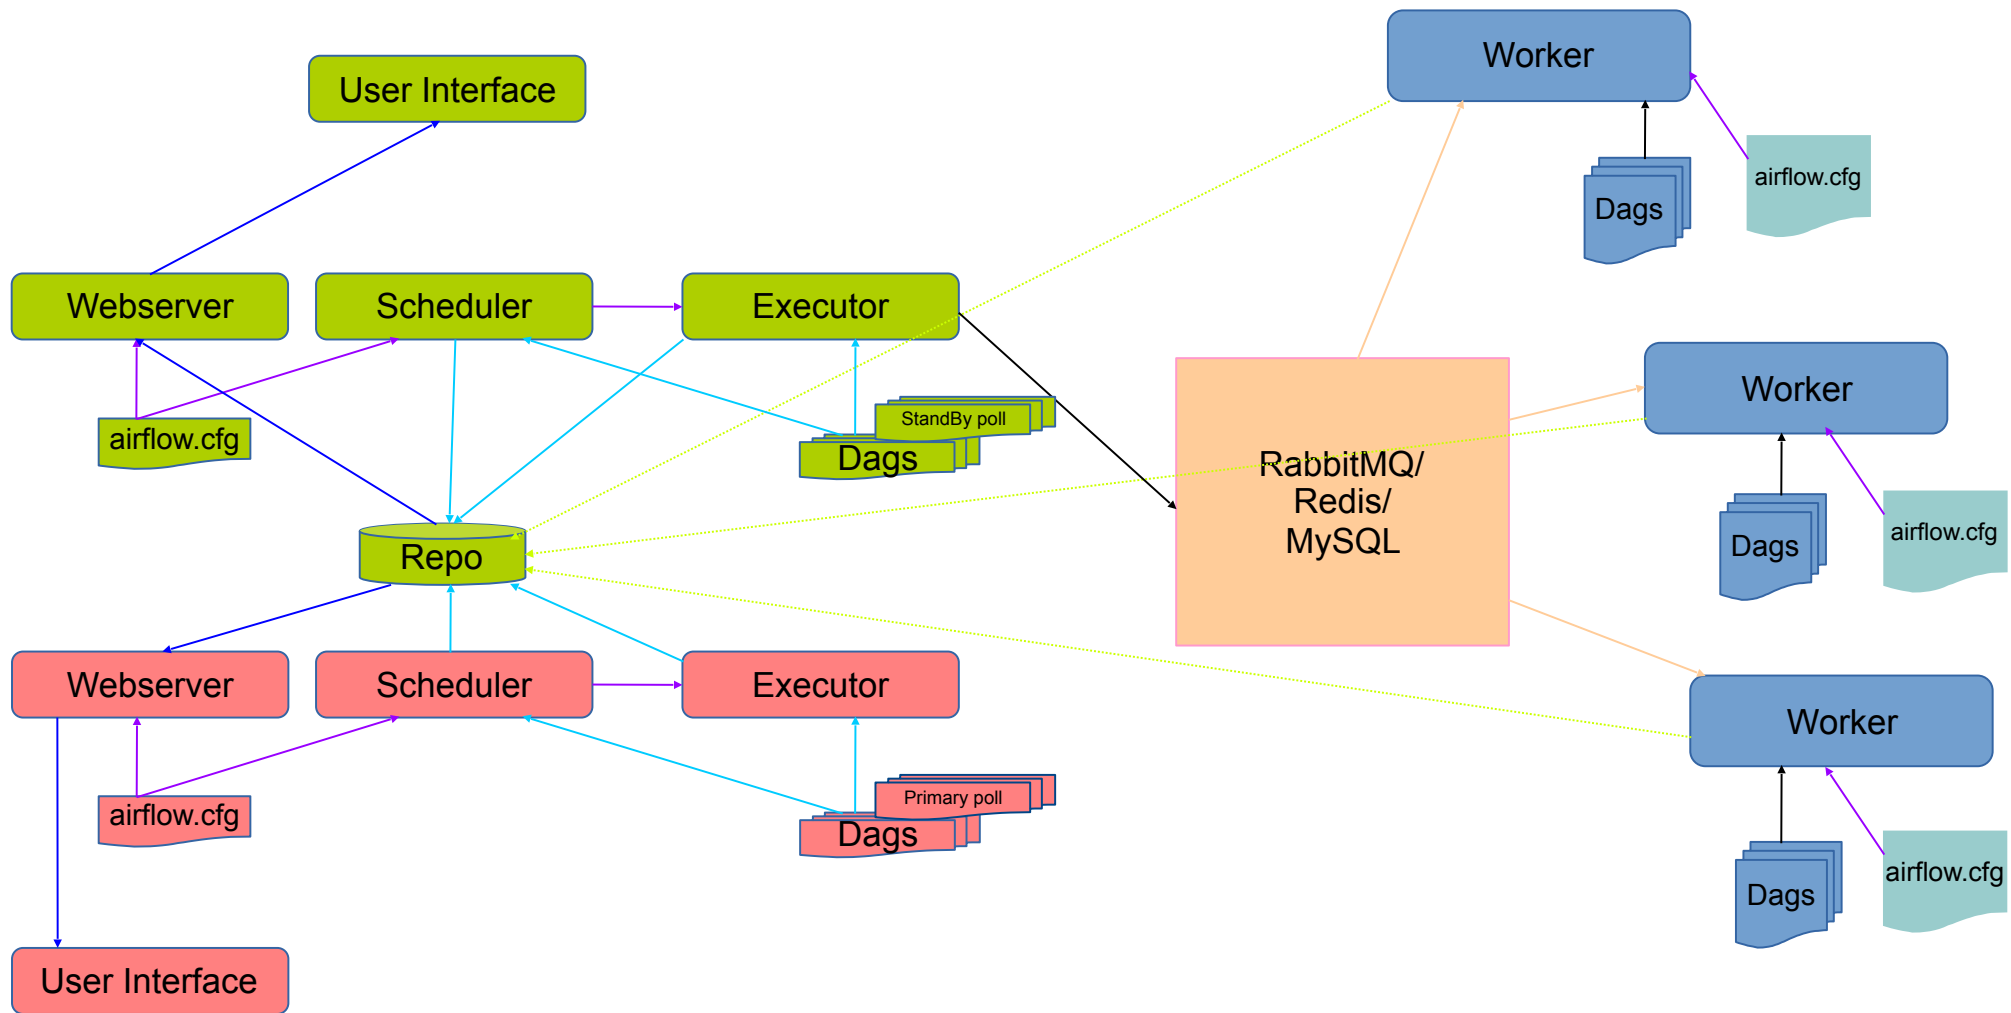 Worker
User Interface
airflow.cfg
Dags
Webserver
Scheduler
Executor
Worker
StandBy poll
airflow.cfg
Dags
RabbitMQ/
Redis/
MySQL
airflow.cfg
Dags
Repo
Webserver
Scheduler
Executor
Worker
Primary poll
airflow.cfg
Dags
airflow.cfg
Dags
User Interface